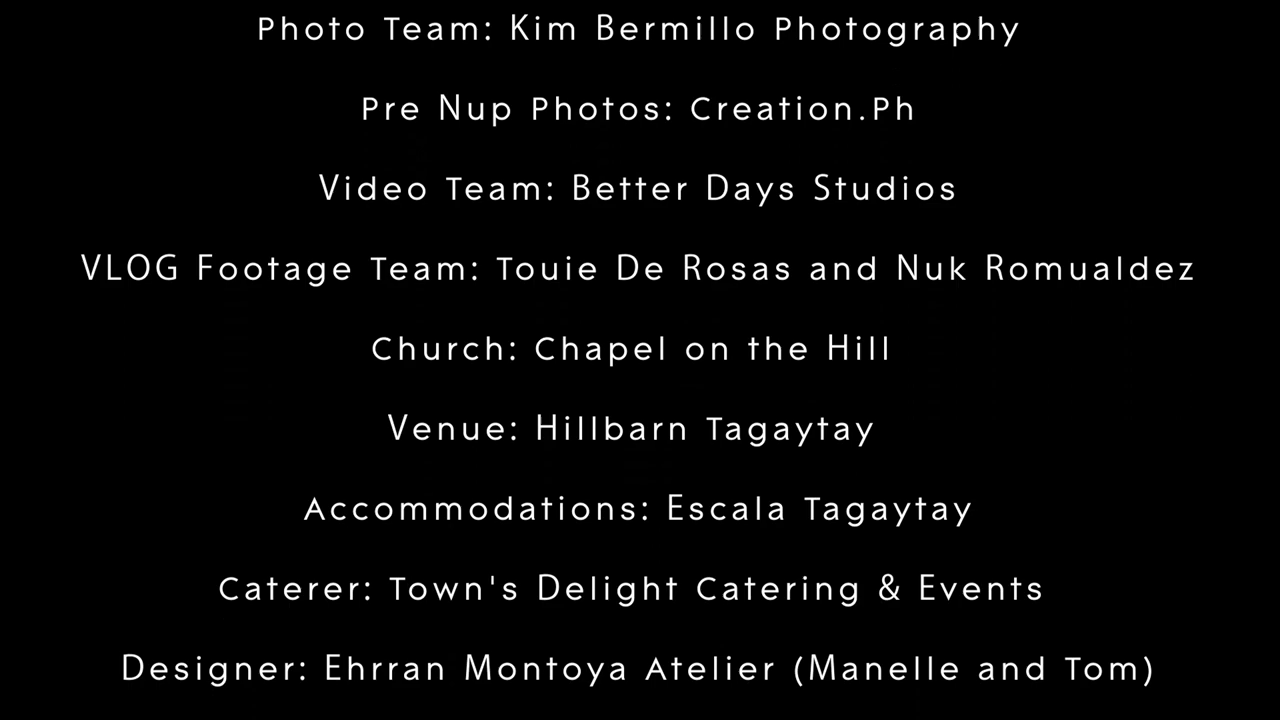 Photo Team: Kim Bermillo Photography
Pre Nup Photos: Creation.Ph
Video Team: Better Days Studios
VLOG Footage Team: Touie De Rosas and Nuk Romualdez
Church: Chapel on the Hill
Venue: Hillbarn Tagaytay
Accommodations: Escala Tagaytay
Caterer: Town's Delight Catering & Events
Designer: Ehrran Montoya Atelier (Manelle and Tom)